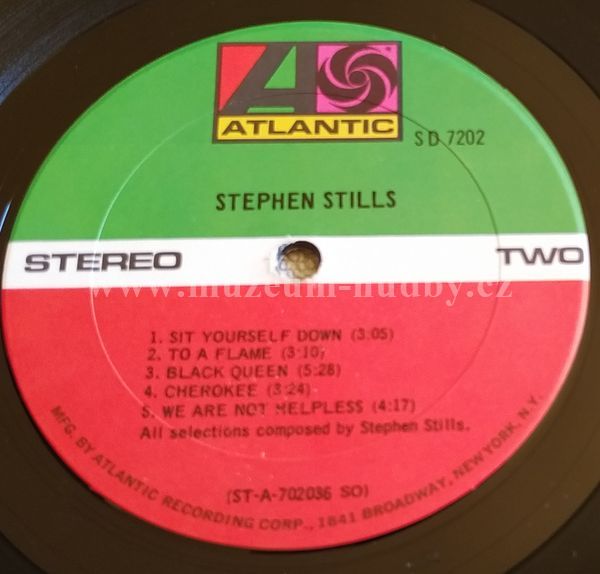 ATLANTIC
SD 7202
STEPHEN STILLS
STEREO
TWO
www.muzeum-hudby.cz
1. SIT YOURSELF DOWN (3:05)
2. TO A FLAME (3:10)
3. BLACK QUEEN (5:28)
4. CHEROKEE (3:24)
5. WE ARE NOT HELPLESS (4:17)
All selections composed by Stephen Stills.
(ST-A-702036 SO)
MFG. BY ATLANTIC RECORDING CORP., 1841 BROADWAY, NEW YORK, N.Y.